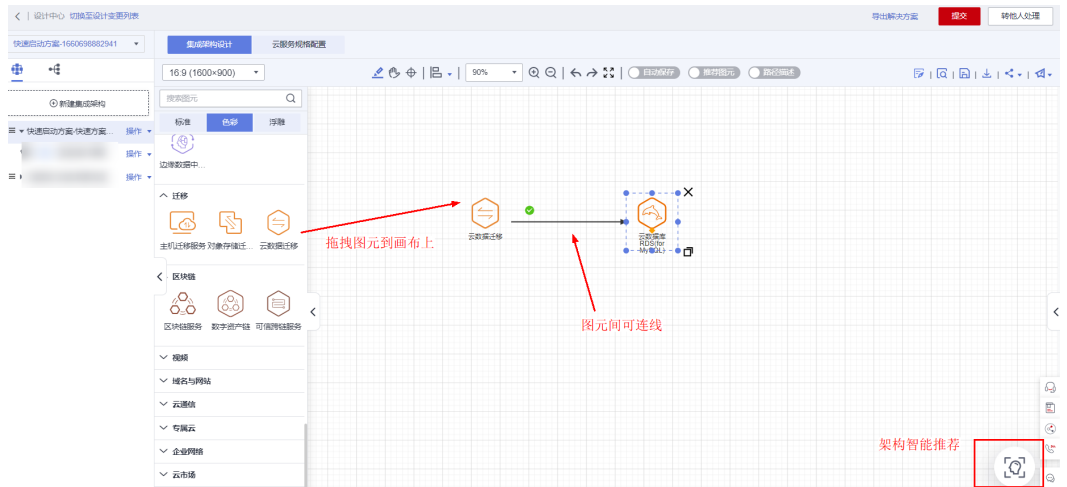 设计中心 切换至设计变更列表
导出解决方案
提交
转他人处理
快速启动方案-1660698882941
集成架构设计
云服务规格配置
16:9 (1600×900)
90%
自动保存
推荐图元
路径描述
新建集成架构
搜索图元
标准
色彩
浮雕
快速启动方案-快速方案...
操作
操作
操作
边缘数据中...
迁移
主机迁移服务
对象存储迁...
云数据迁移
拖拽图元到画布上
云数据迁移
云数据库
RDS(for
MySQL)
图元间可连线
区块链
区块链服务
数字资产链
可信跨链服务
视频
域名与网站
云通信
专属云
企业网络
云市场
架构智能推荐